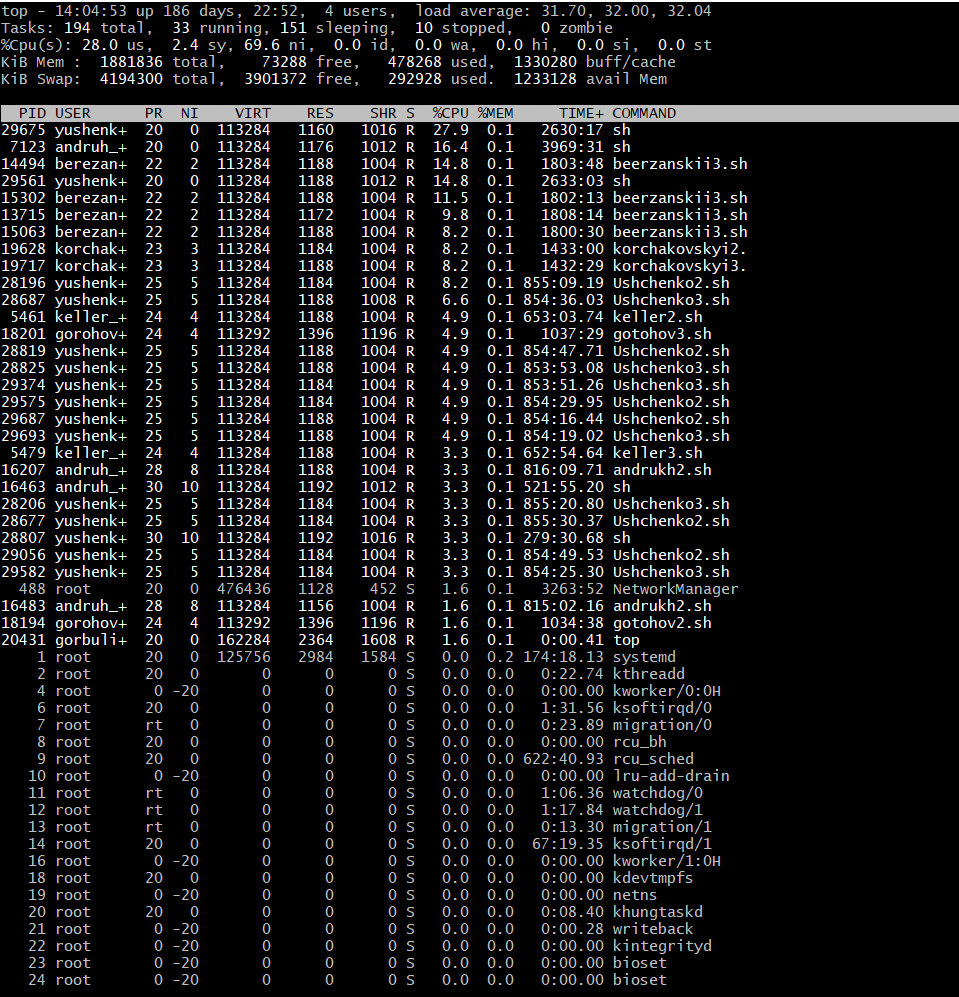 top - 14:04:53 up 186 days, 22:52,  4 users,  load average: 31.70, 32.00, 32.04
Tasks: 194 total,  33 running, 151 sleeping,  10 stopped,   0 zombie
%Cpu(s): 28.0 us,  2.4 sy, 69.6 ni,  0.0 id,  0.0 wa,  0.0 hi,  0.0 si,  0.0 st
KiB Mem :  1881836 total,    73288 free,   478268 used,  1330280 buff/cache
KiB Swap:  4194300 total,  3901372 free,   292928 used.  1233128 avail Mem
  PID USER      PR  NI    VIRT    RES    SHR S  %CPU %MEM     TIME+ COMMAND
29675 yushenk+  20   0  113284   1160   1016 R  27.9  0.1   2630:17 sh
 7123 andruh_+  20   0  113284   1176   1012 R  16.4  0.1   3969:31 sh
14494 berezan+  22   2  113284   1188   1004 R  14.8  0.1   1803:48 beerzanskii3.sh
29561 yushenk+  20   0  113284   1188   1012 R  14.8  0.1   2633:03 sh
15302 berezan+  22   2  113284   1188   1004 R  11.5  0.1   1802:13 beerzanskii3.sh
13715 berezan+  22   2  113284   1172   1004 R   9.8  0.1   1808:14 beerzanskii3.sh
15063 berezan+  22   2  113284   1188   1004 R   8.2  0.1   1800:30 beerzanskii3.sh
19628 korchak+  23   3  113284   1184   1004 R   8.2  0.1   1433:00 korchakovskyi2.
19717 korchak+  23   3  113284   1188   1004 R   8.2  0.1   1432:29 korchakovskyi3.
28196 yushenk+  25   5  113284   1184   1004 R   8.2  0.1 855:09.19 Ushchenko2.sh
28687 yushenk+  25   5  113284   1188   1008 R   6.6  0.1 854:36.03 Ushchenko3.sh
 5461 keller_+  24   4  113284   1188   1004 R   4.9  0.1 653:03.74 keller2.sh
18201 gorohov+  24   4  113292   1396   1196 R   4.9  0.1   1037:29 gotohov3.sh
28819 yushenk+  25   5  113284   1188   1004 R   4.9  0.1 854:47.71 Ushchenko2.sh
28825 yushenk+  25   5  113284   1188   1004 R   4.9  0.1 853:53.08 Ushchenko3.sh
29374 yushenk+  25   5  113284   1184   1004 R   4.9  0.1 853:51.26 Ushchenko3.sh
29575 yushenk+  25   5  113284   1184   1004 R   4.9  0.1 854:29.95 Ushchenko2.sh
29687 yushenk+  25   5  113284   1188   1004 R   4.9  0.1 854:16.44 Ushchenko2.sh
29693 yushenk+  25   5  113284   1188   1004 R   4.9  0.1 854:19.02 Ushchenko3.sh
 5479 keller_+  24   4  113284   1188   1004 R   3.3  0.1 652:54.64 keller3.sh
16207 andruh_+  28   8  113284   1188   1004 R   3.3  0.1 816:09.71 andrukh2.sh
16463 andruh_+  30  10  113284   1192   1012 R   3.3  0.1 521:55.20 sh
28206 yushenk+  25   5  113284   1184   1004 R   3.3  0.1 855:20.80 Ushchenko3.sh
28677 yushenk+  25   5  113284   1184   1004 R   3.3  0.1 855:30.37 Ushchenko2.sh
28807 yushenk+  30  10  113284   1192   1016 R   3.3  0.1 279:30.68 sh
29056 yushenk+  25   5  113284   1184   1004 R   3.3  0.1 854:49.53 Ushchenko2.sh
29582 yushenk+  25   5  113284   1184   1004 R   3.3  0.1 854:25.30 Ushchenko3.sh
  488 root      20   0  476436   1128    452 S   1.6  0.1   3263:52 NetworkManager
16483 andruh_+  28   8  113284   1156   1004 R   1.6  0.1 815:02.16 andrukh2.sh
18194 gorohov+  24   4  113292   1396   1196 R   1.6  0.1   1034:38 gotohov2.sh
20431 gorbuli+  20   0  162284   2364   1608 R   1.6  0.1   0:00.41 top
    1 root      20   0  125756   2984   1584 S   0.0  0.2 174:18.13 systemd
    2 root      20   0       0      0      0 S   0.0  0.0   0:22.74 kthreadd
    4 root       0 -20       0      0      0 S   0.0  0.0   0:00.00 kworker/0:0H
    6 root      20   0       0      0      0 S   0.0  0.0   1:31.56 ksoftirqd/0
    7 root      rt   0       0      0      0 S   0.0  0.0   0:23.89 migration/0
    8 root      20   0       0      0      0 S   0.0  0.0   0:00.00 rcu_bh
    9 root      20   0       0      0      0 S   0.0  0.0 622:40.93 rcu_sched
   10 root       0 -20       0      0      0 S   0.0  0.0   0:00.00 lru-add-drain
   11 root      rt   0       0      0      0 S   0.0  0.0   1:06.36 watchdog/0
   12 root      rt   0       0      0      0 S   0.0  0.0   1:17.84 watchdog/1
   13 root      rt   0       0      0      0 S   0.0  0.0   0:13.30 migration/1
   14 root      20   0       0      0      0 S   0.0  0.0  67:19.35 ksoftirqd/1
   16 root       0 -20       0      0      0 S   0.0  0.0   0:00.00 kworker/1:0H
   18 root      20   0       0      0      0 S   0.0  0.0   0:00.00 kdevtmpfs
   19 root       0 -20       0      0      0 S   0.0  0.0   0:00.00 netns
   20 root      20   0       0      0      0 S   0.0  0.0   0:08.40 khungtaskd
   21 root       0 -20       0      0      0 S   0.0  0.0   0:00.28 writeback
   22 root       0 -20       0      0      0 S   0.0  0.0   0:00.00 kintegrityd
   23 root       0 -20       0      0      0 S   0.0  0.0   0:00.00 bioset
   24 root       0 -20       0      0      0 S   0.0  0.0   0:00.00 bioset